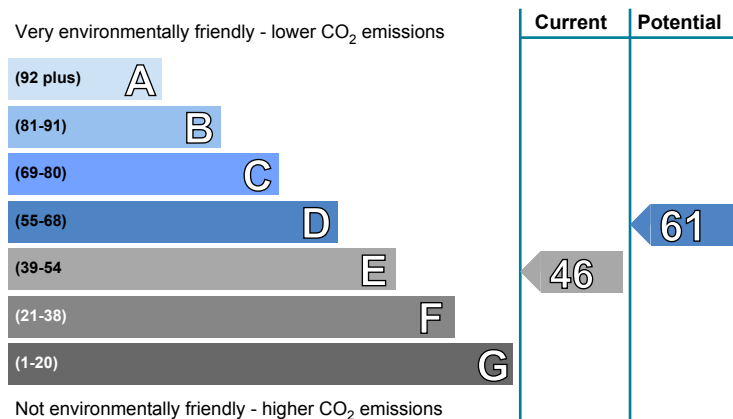 Current Potential
Very environmentally friendly - lower CO₂ emissions
(92 plus) A
(81-91) B
(69-80) C
(55-68) D 61
(39-54 E 46
(21-38) F
(1-20) G
Not environmentally friendly - higher CO₂ emissions